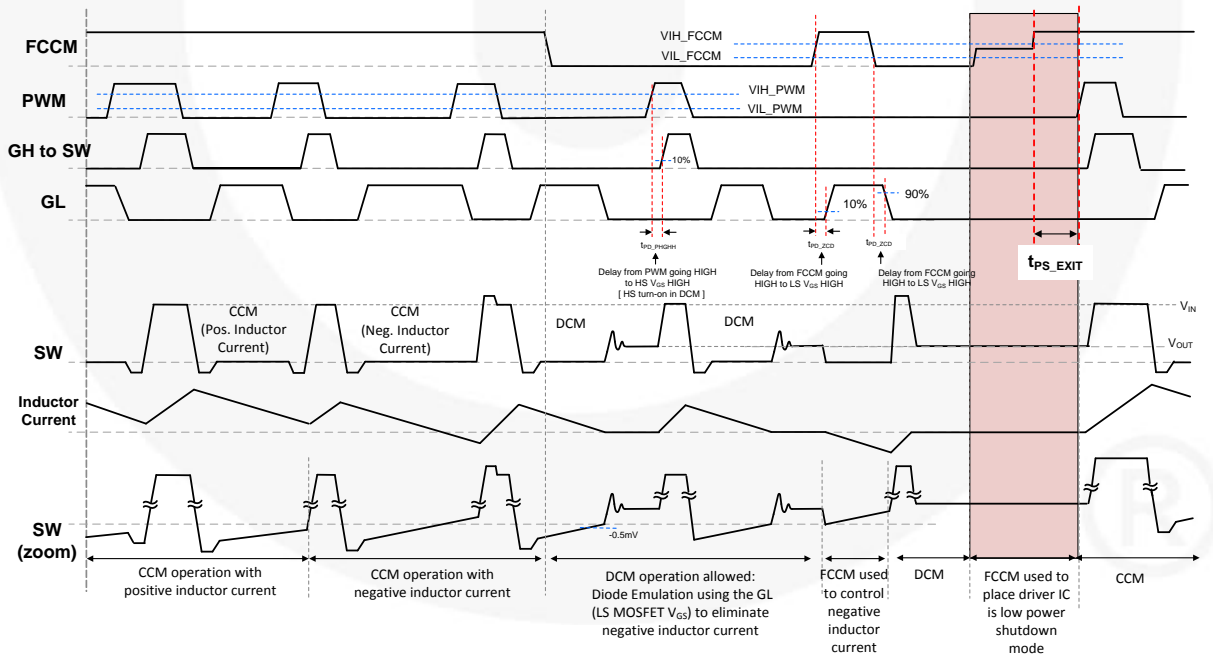 FCCM
VIH_FCCM
VIL_FCCM
PWM
VIH_PWM
VIL_PWM
GH to SW
10%
GL
10%
90%
tPD_PHGHH
tPD_ZCD
tPD_ZCD
tPS_EXIT
Delay from PWM going HIGH
to HS VGS HIGH
[ HS turn-on in DCM ]
Delay from FCCM going
HIGH to LS VGS HIGH
Delay from FCCM going
HIGH to LS VGS HIGH
SW
CCM
(Pos. Inductor
Current)
CCM
(Neg. Inductor
Current)
DCM
DCM
VIN
VOUT
Inductor
Current
SW
(zoom)
-0.5mV
CCM operation with
positive inductor current
CCM operation with
negative inductor current
DCM operation allowed:
Diode Emulation using the GL
(LS MOSFET VGS) to eliminate
negative inductor current
FCCM used
to control
negative
inductor
current
DCM
FCCM used to
place driver IC
is low power
shutdown
mode
CCM
®